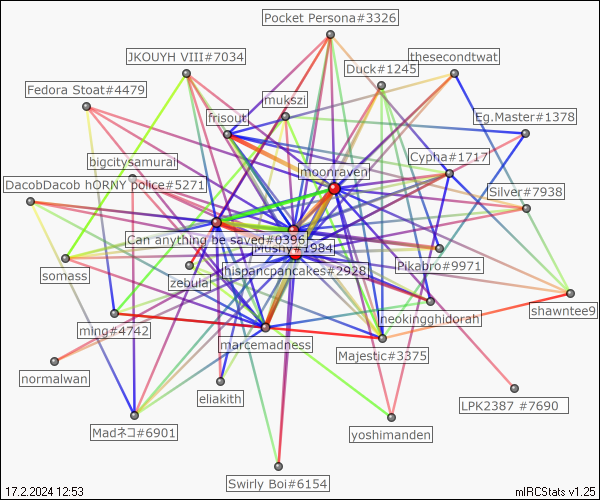 Pocket Persona#3326
JKOUYH VIII#7034
thesecondtwat
Duck#1245
Fedora Stoat#4479
mukszi
frisout
Eg.Master#1378
bigcitysamurai
Cypha#1717
moonraven
DacobDacob hORNY police#5271
Silver#7938
Can anything be saved#0396
Mushy#1984
Pikabro#9971
somass
zebulai
hispancpancakes#2928
shawntee9
neokingghidorah
ming#4742
marcemadness
Majestic#3375
normalwan
eliakith
LPK2387 #7690
Madネコ#6901
yoshimanden
Swirly Boi#6154
17.2.2024 12:53
mIRCStats v1.25